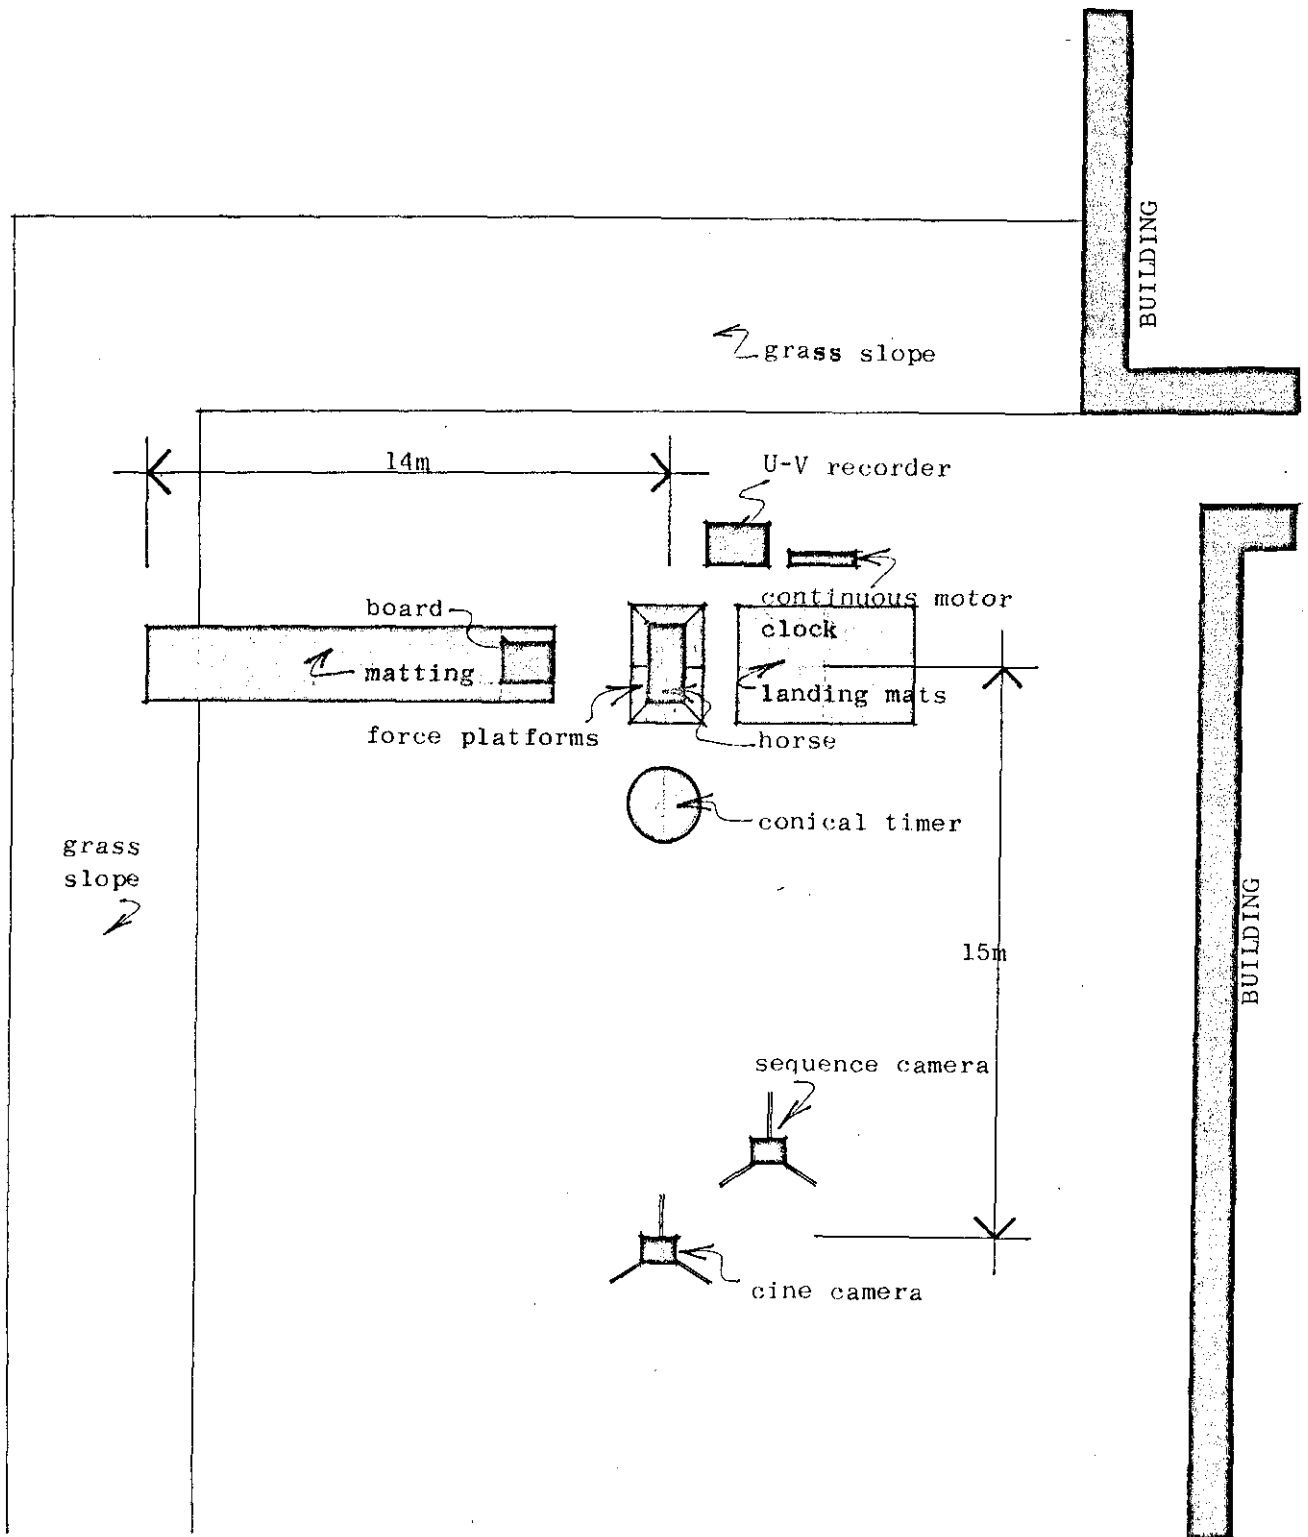 BUILDING
grass slope
14m
U-V recorder
continuous motor
clock
board
matting
landing mats
force platforms
horse
conical timer
grass
slope
BUILDING
15m
sequence camera
cine camera